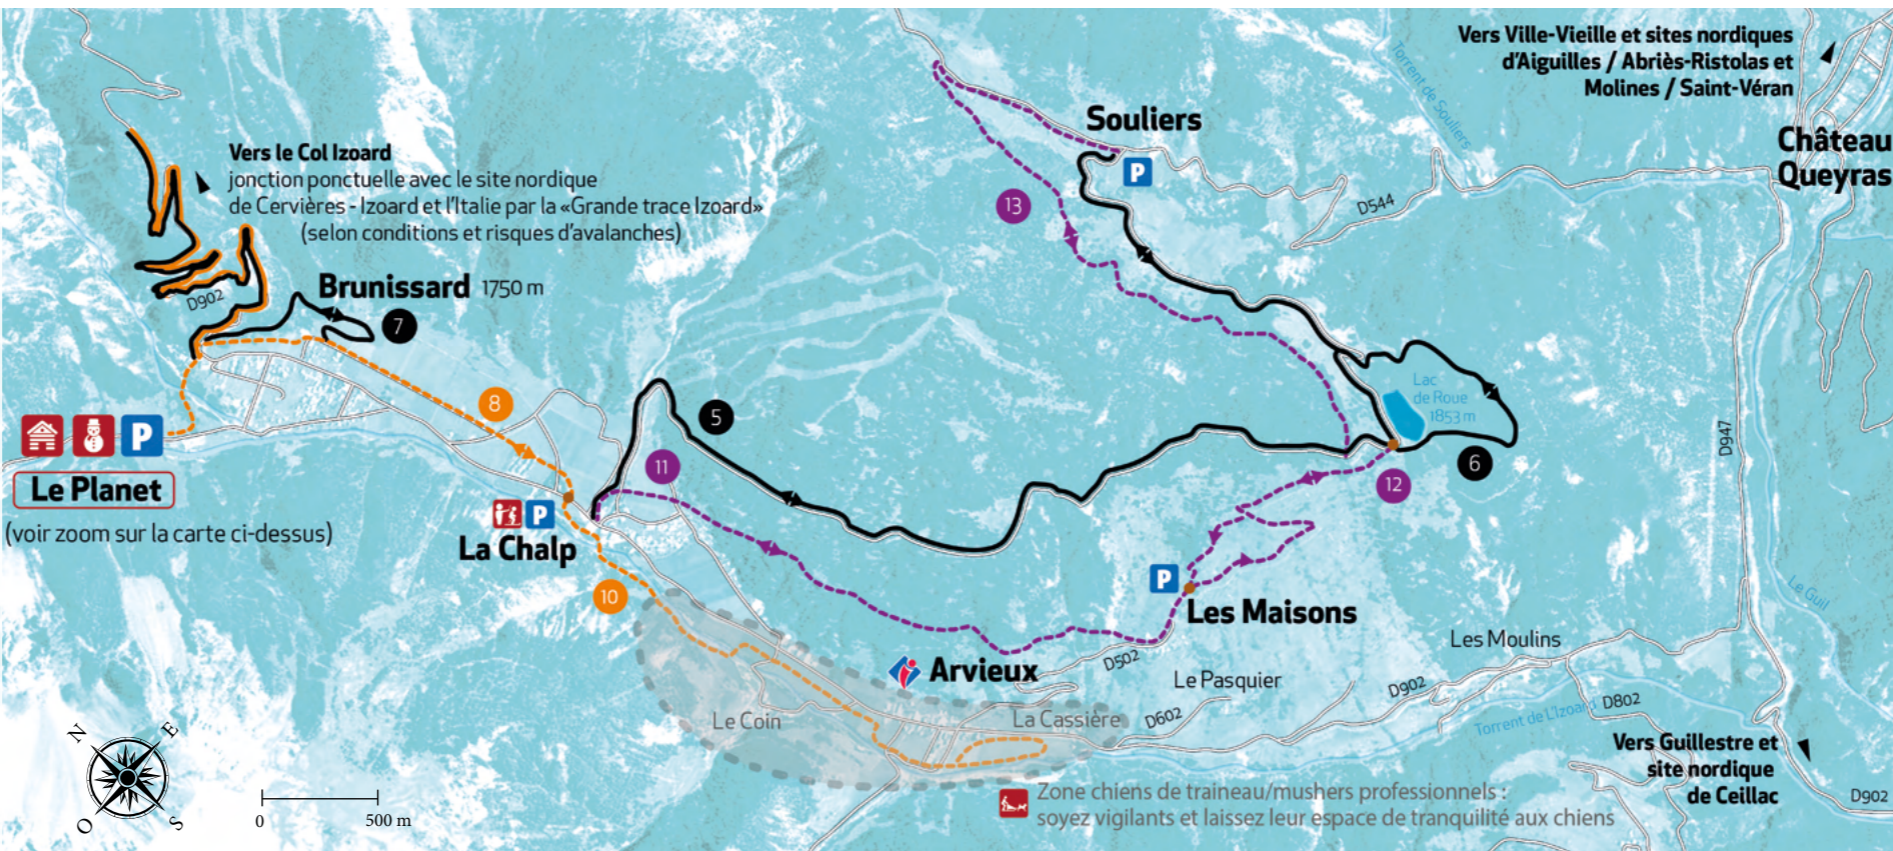 Vers Ville-Vieille et sites nordiques
d'Aiguilles / Abriès-Ristolas et
Molines / Saint-Véran
Torrent de Souliers
Château
Queyras
Souliers
P
D544
13
Vers le Col Izoard
jonction ponctuelle avec le site nordique
de Cervières - Izoard et l'Italie par la «Grande trace Izoard»
(selon conditions et risques d'avalanches)
D902
Brunissard 1750 m
7
8
5
Lac
de Roue
1853 m
D947
P
Le Planet
(voir zoom sur la carte ci-dessus)
11
6
12
P
La Chalp
10
P
Les Maisons
Le Guil
Les Moulins
Arvieux
D502
Le Pasquier
D902
D802
Le Coin
La Cassière
D602
Torrent de L'Izoard
Vers Guillestre et
site nordique
de Ceillac
D902
N
E
O
S
0
500 m
Zone chiens de traineau/mushers professionnels :
soyez vigilants et laissez leur espace de tranquilité aux chiens